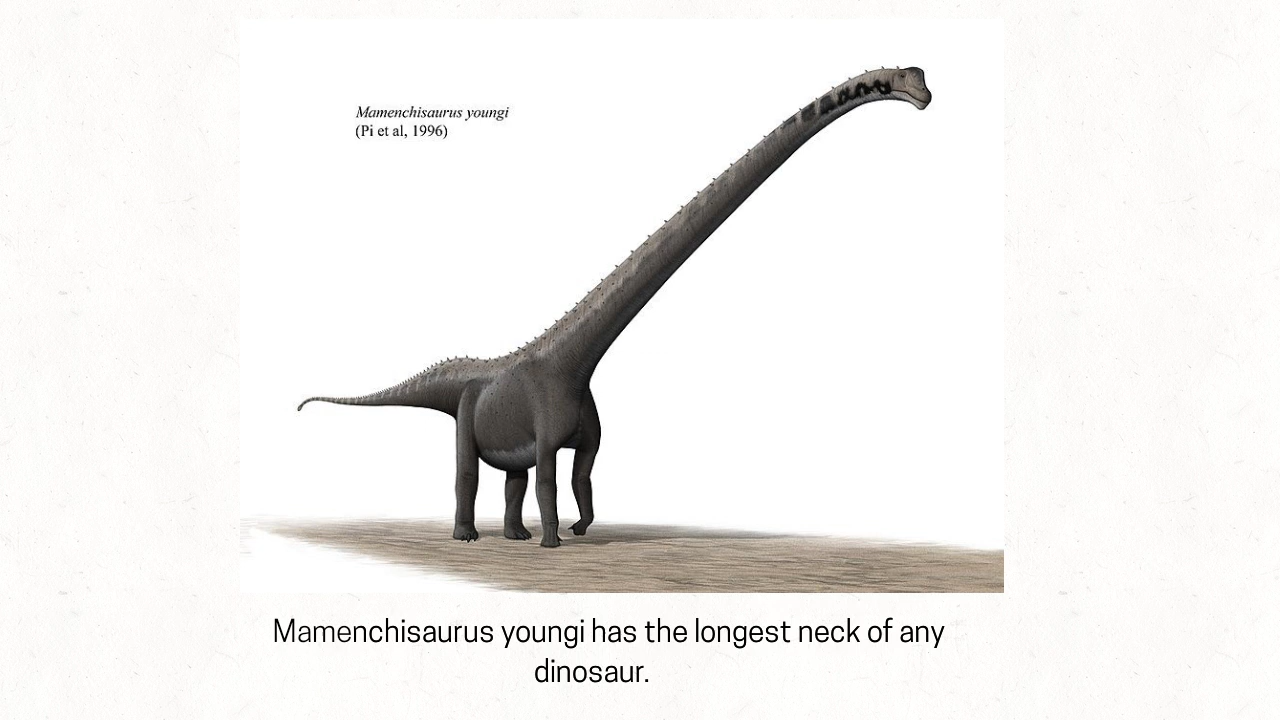 Mamenchisaurus youngi
(Pi et al, 1996)
Mamenchisaurus youngi has the longest neck of any
dinosaur.